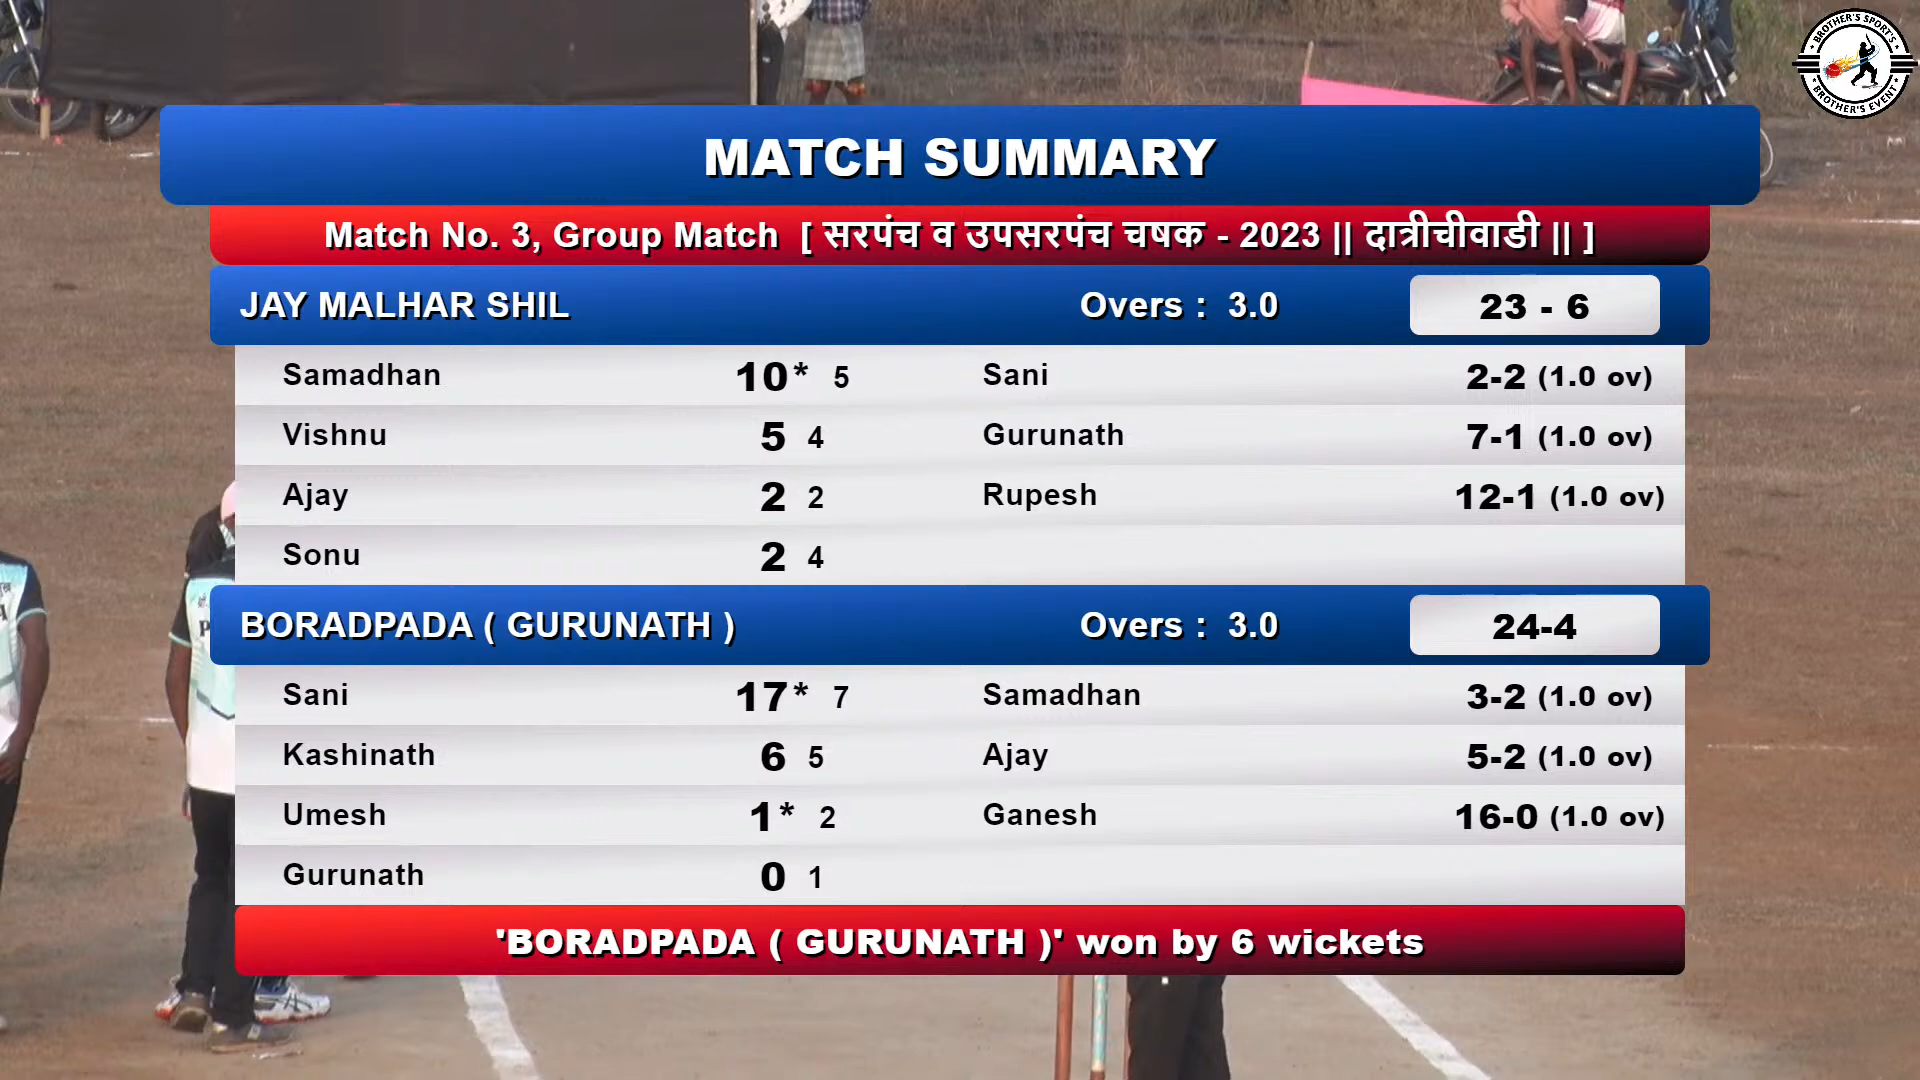 BROTHER'S SPORT'S
BROTHER'S EVENT
MATCH SUMMARY
Match No. 3, Group Match [ सरपंच व उपसरपंच चषक - 2023 || दात्रीचीवाडी || ]
JAY MALHAR SHIL Overs : 3.0 23 - 6
Samadhan 10* 5 Sani 2-2 (1.0 ov)
Vishnu 5 4 Gurunath 7-1 (1.0 ov)
Ajay 2 2 Rupesh 12-1 (1.0 ov)
Sonu 2 4
BORADPADA ( GURUNATH ) Overs : 3.0 24-4
Sani 17* 7 Samadhan 3-2 (1.0 ov)
Kashinath 6 5 Ajay 5-2 (1.0 ov)
Umesh 1* 2 Ganesh 16-0 (1.0 ov)
Gurunath 0 1
'BORADPADA ( GURUNATH )' won by 6 wickets